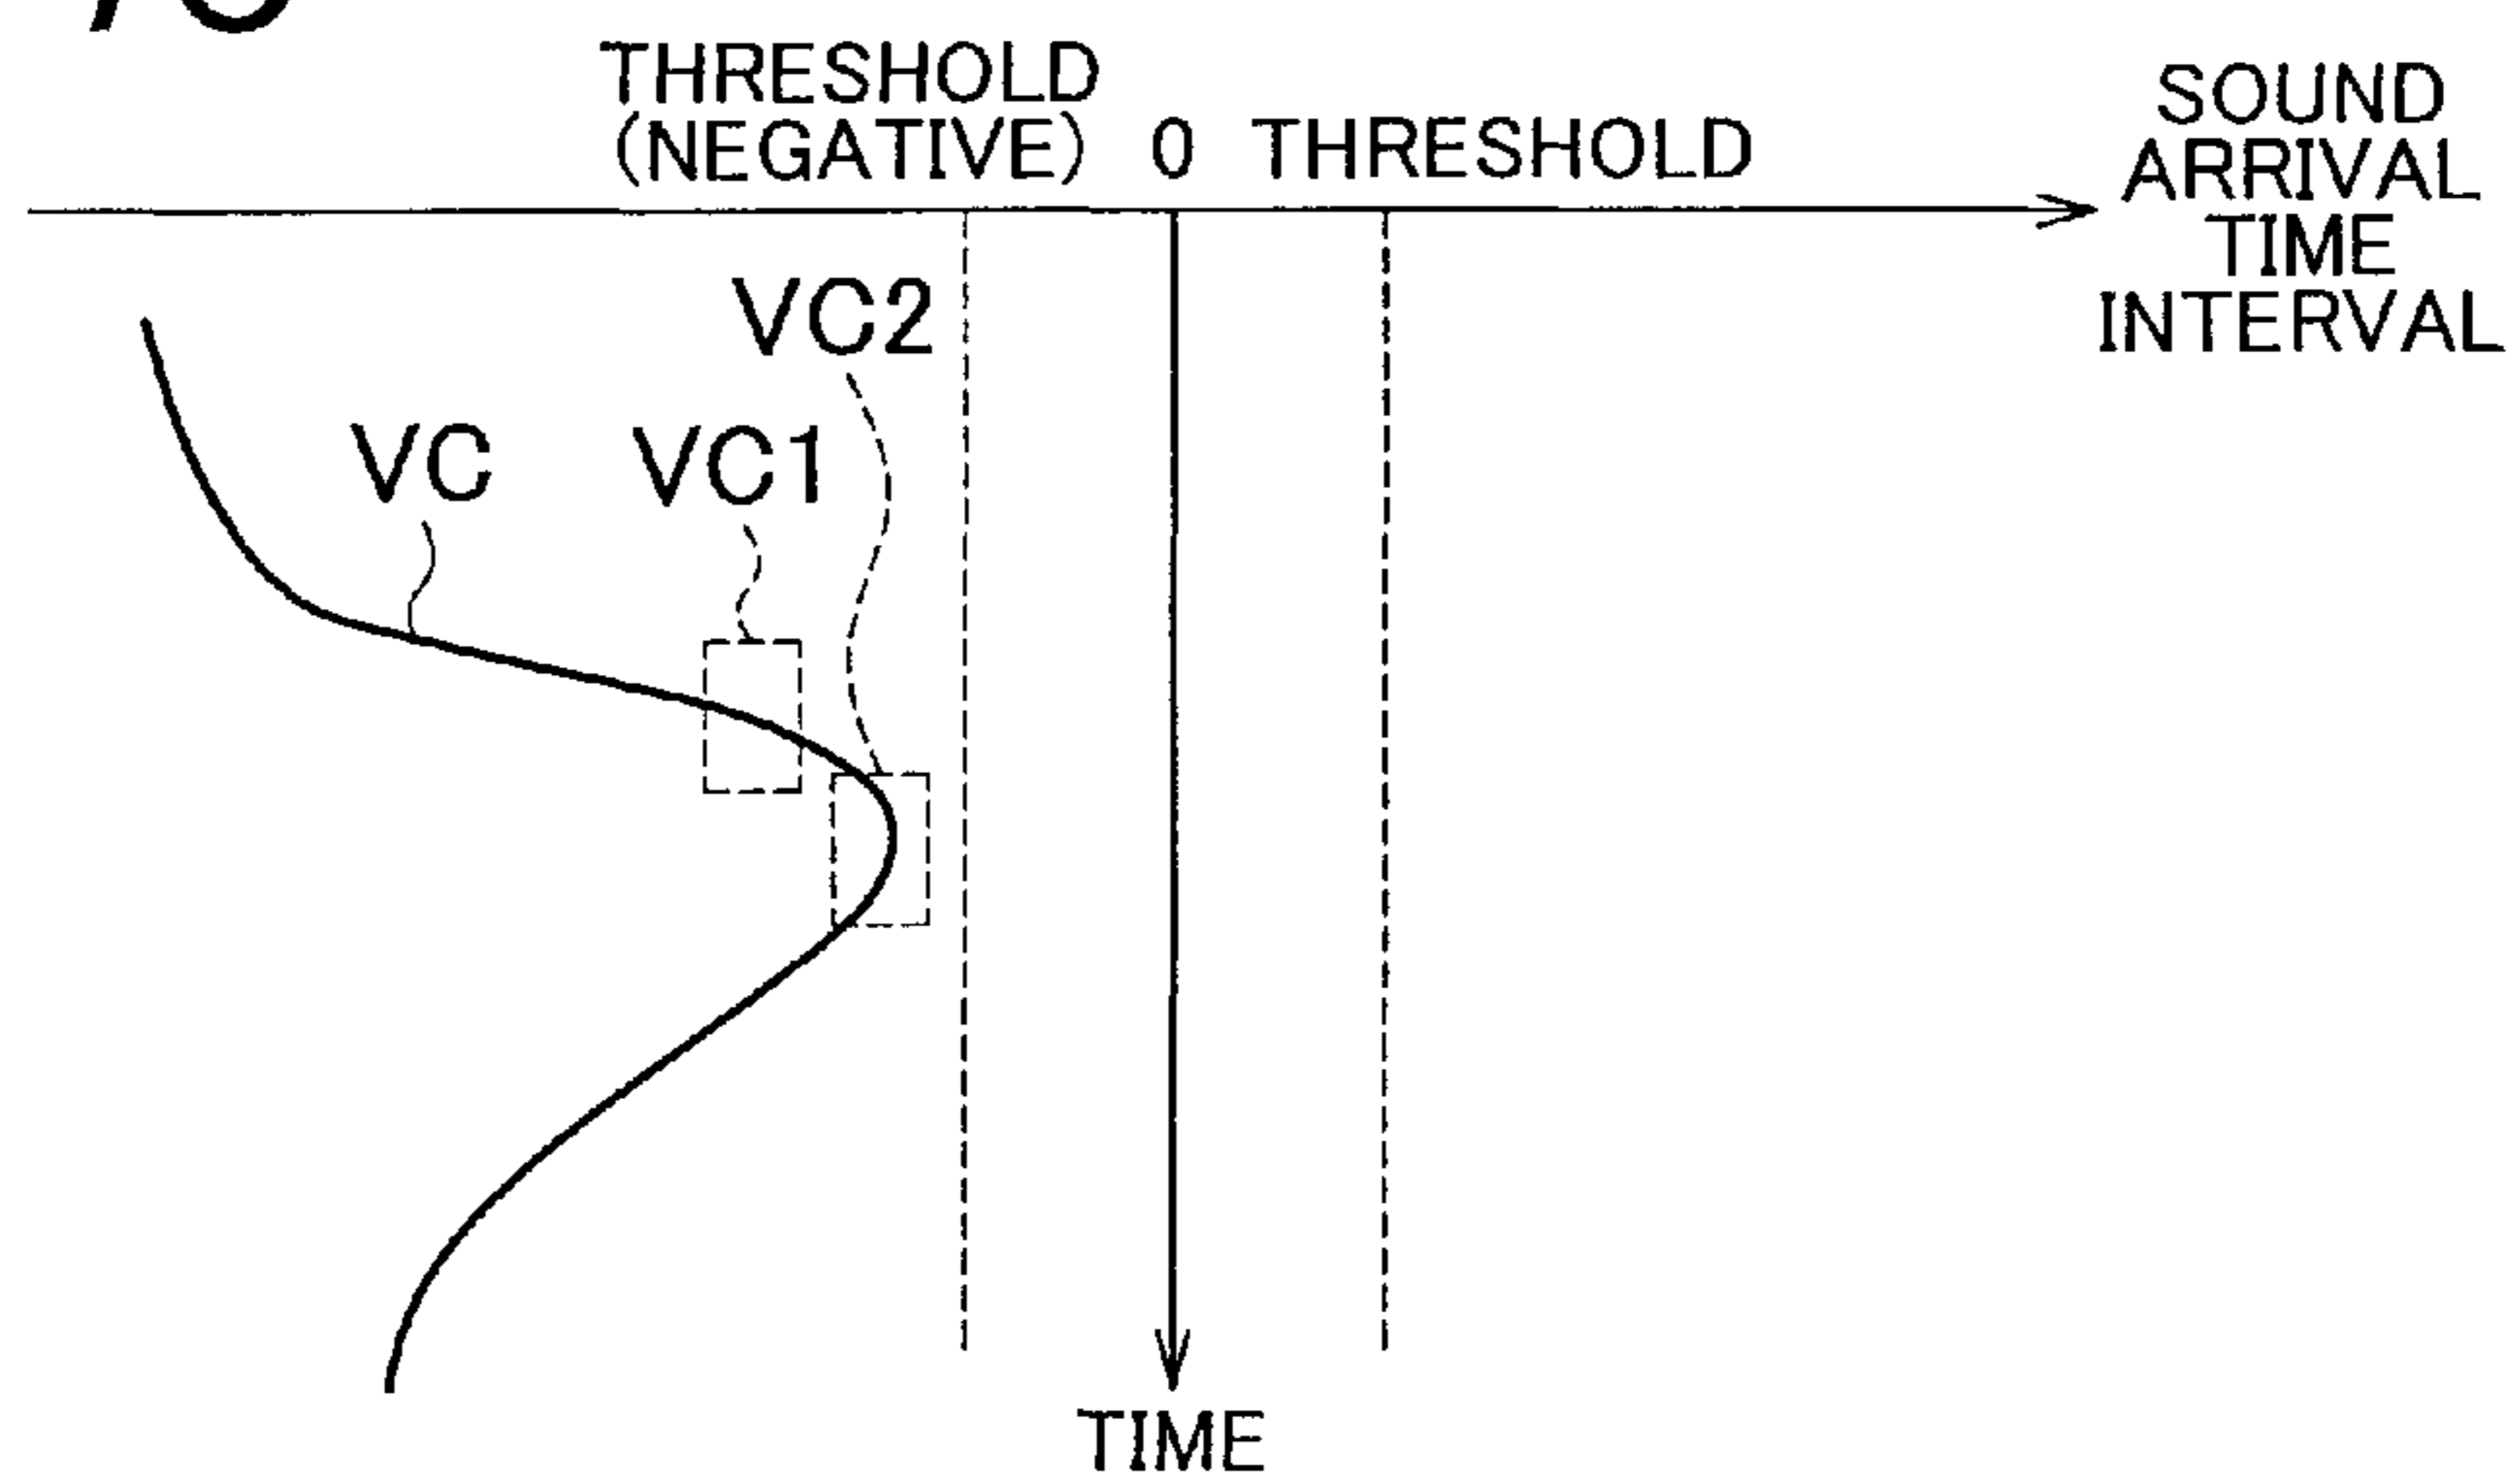 THRESHOLD
(NEGATIVE) 0 THRESHOLD
SOUND
ARRIVAL
TIME
INTERVAL
VC2
VC VC1
TIME